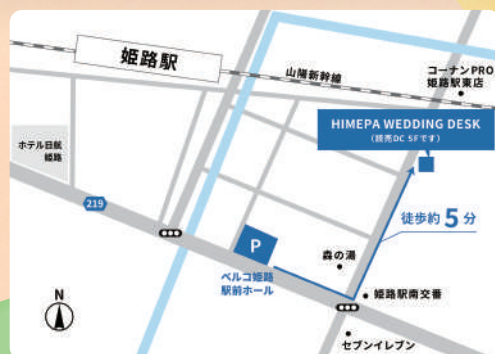 姫路駅
山陽新幹線
コーナンPRO
姫路駅東店
HIMEPA WEDDING DESK
(読売DC 5Fです)
ホテル日航
姫路
219
徒歩約 5 分
P
森の湯
ベルコ姫路
駅前ホール
姫路駅南交番
N
セブンイレブン